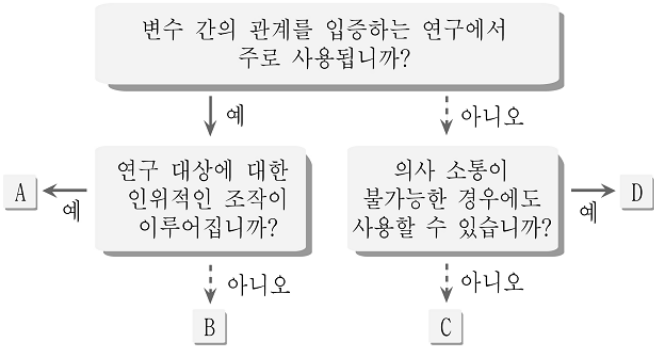 변수 간의 관계를 입증하는 연구에서
주로 사용됩니까?
예
아니오
연구 대상에 대한
인위적인 조작이
이루어집니까?
의사 소통이
불가능한 경우에도
사용할 수 있습니까?
A
예
예
D
아니오
아니오
B
C